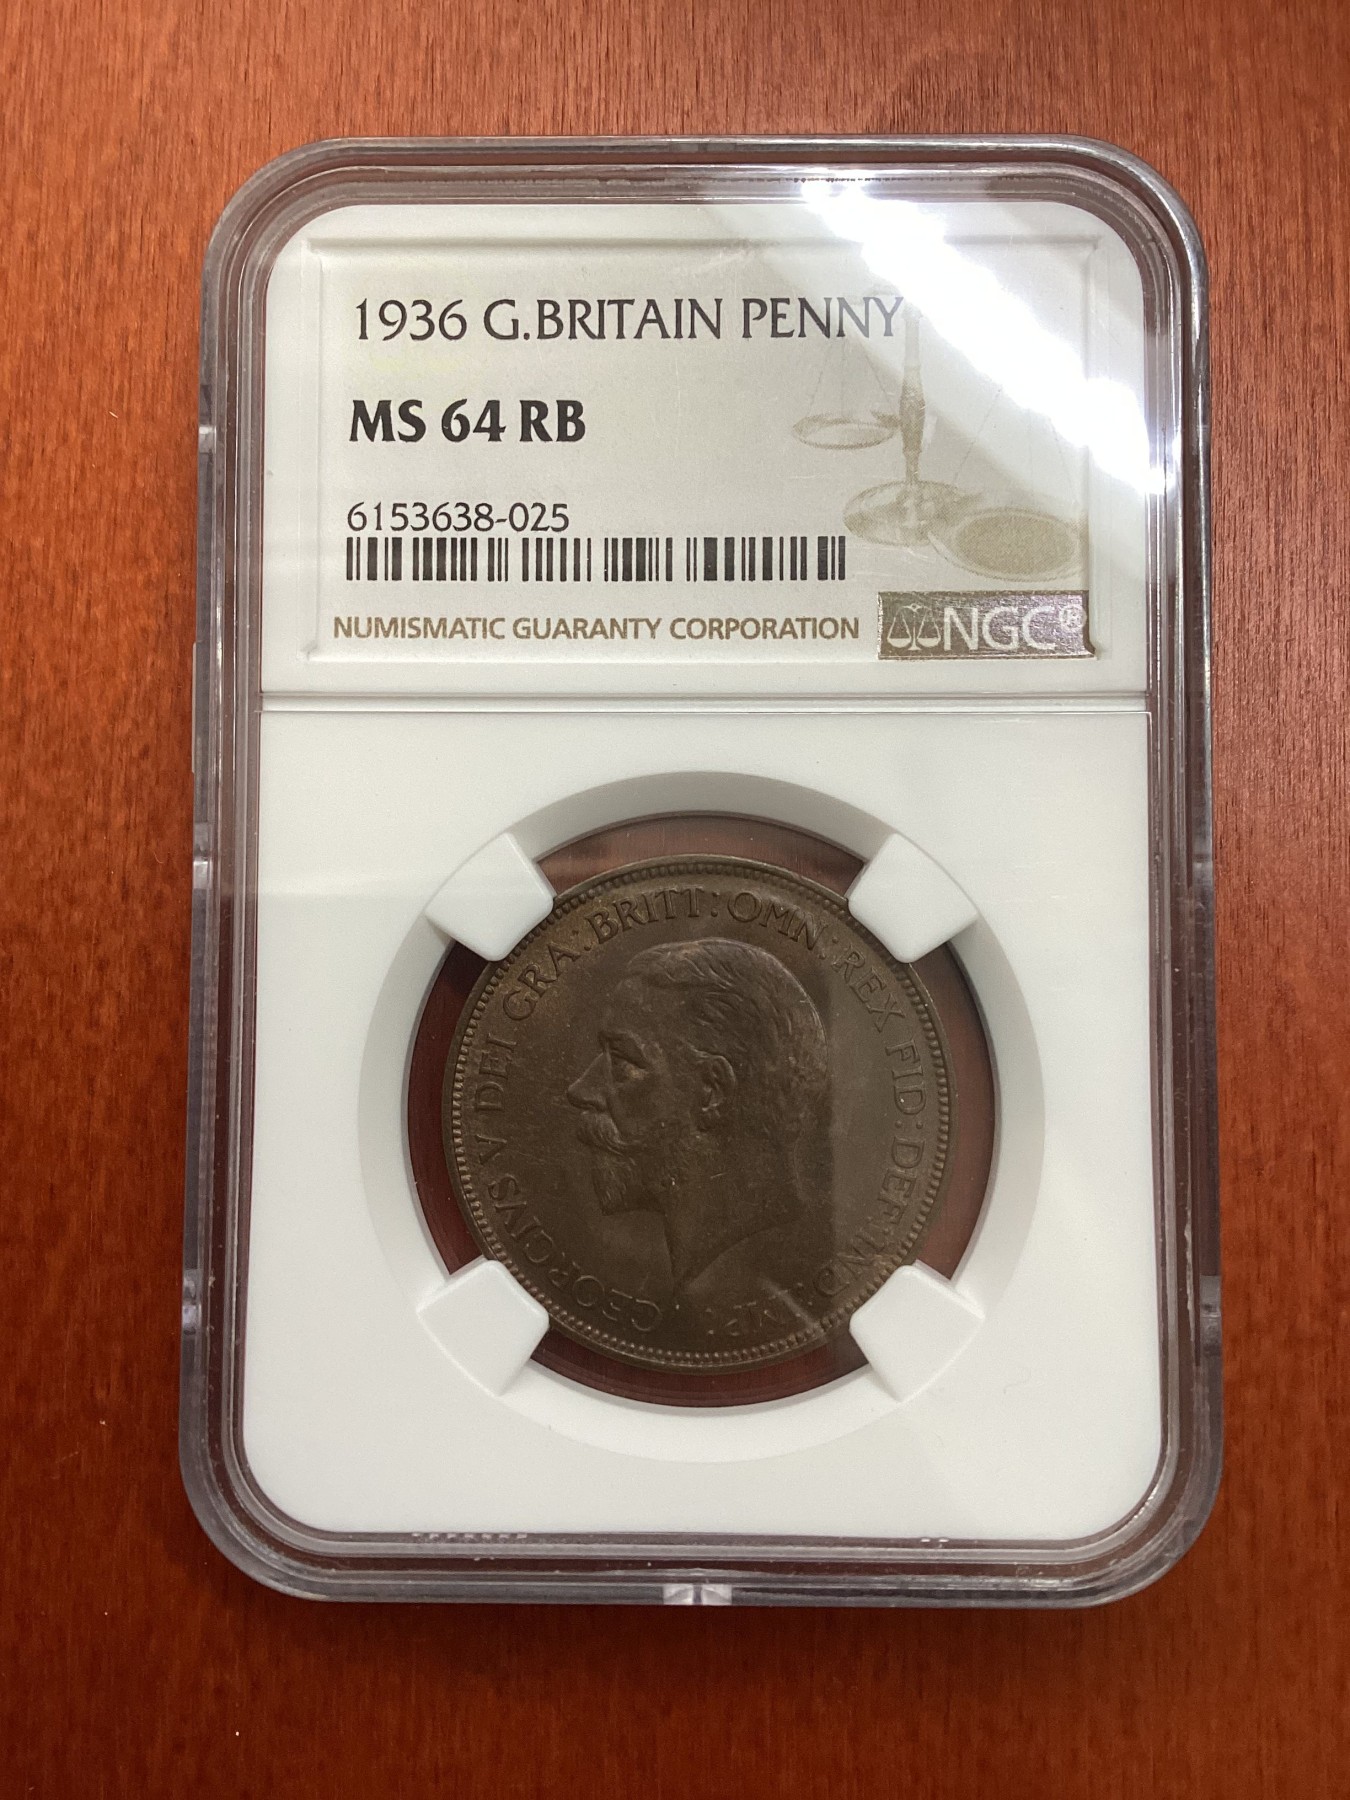 1936 G.BRITAIN PENNY
MS 64 RB
6153638-025
NUMISMATIC GUARANTY CORPORATION
NGC®
GEORGIVS V DEI GRA: BRITT: OMN: REX FID: DEF: IND: IMP: